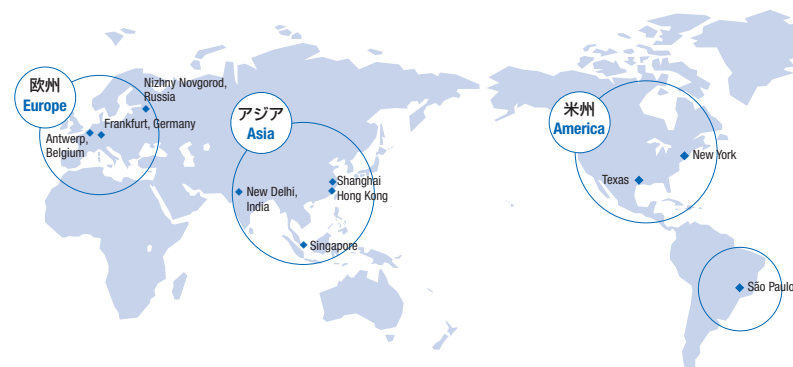 欧州
Europe
Nizhny Novgorod,
Russia
Frankfurt, Germany
Antwerp,
Belgium
アジア
Asia
New Delhi,
India
Shanghai
Hong Kong
Singapore
米州
America
New York
Texas
São Paulo